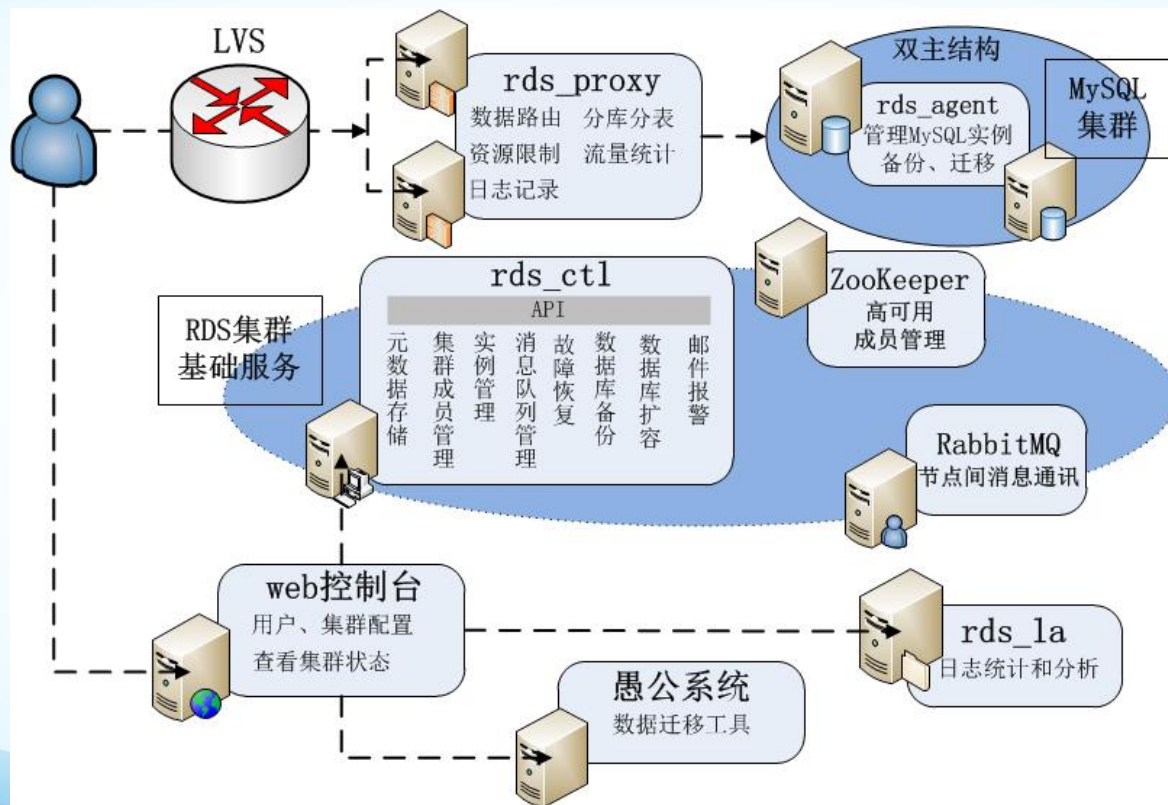 LVS
rds_proxy
数据路由 分库分表
资源限制 流量统计
日志记录
双主结构
rds_agent
管理MySQL实例
备份、迁移
MySQL
集群
RDS集群
基础服务
rds_ctl
API
元数据存储
集群成员管理
实例管理
消息队列管理
故障恢复
数据库备份
数据库扩容
邮件报警
ZooKeeper
高可用
成员管理
RabbitMQ
节点间消息通讯
web控制台
用户、集群配置
查看集群状态
rds_la
日志统计和分析
愚公系统
数据迁移工具